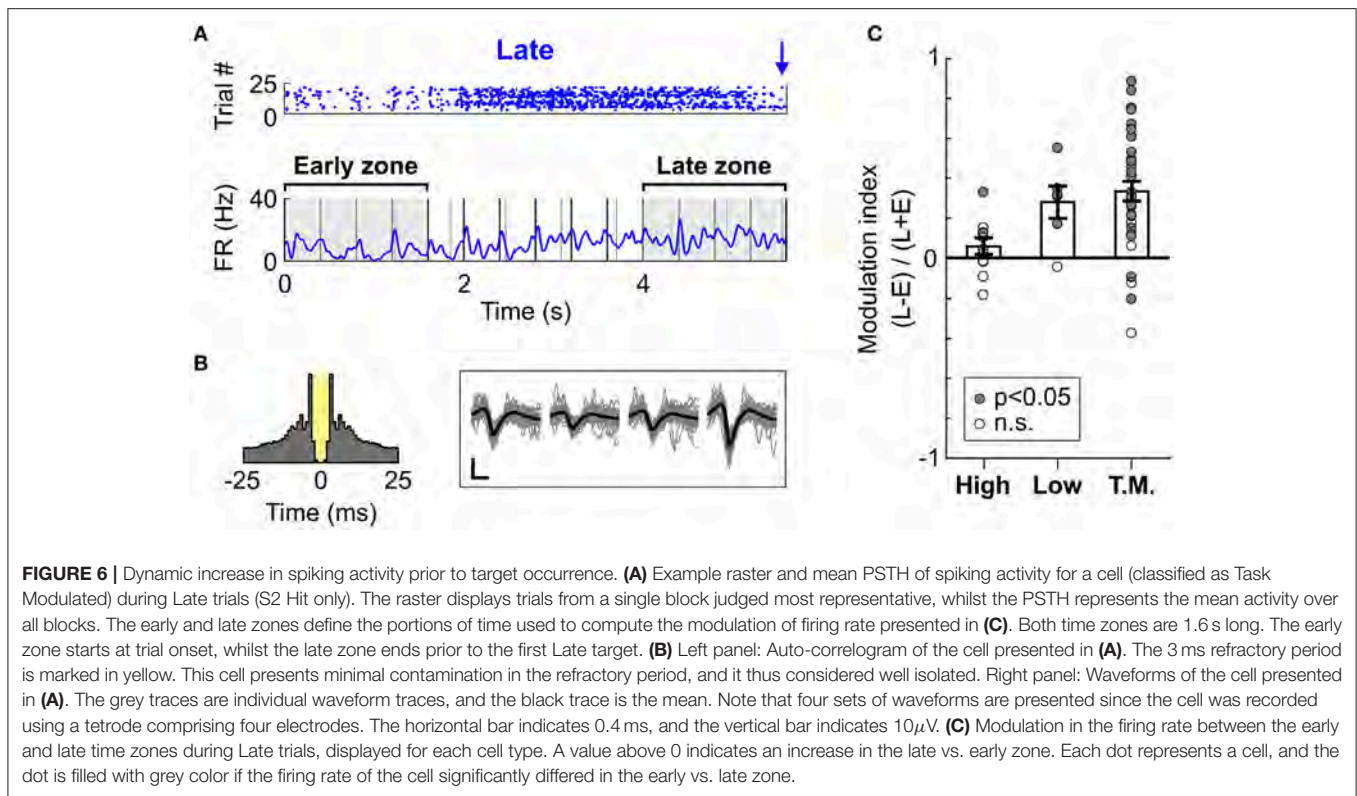 A
Late
Trial #
25
0
Early zone
Late zone
FR (Hz)
40
0
0
2
4
Time (s)
B
-25
0
25
Time (ms)
C
Modulation index
(L-E) / (L+E)
1
0
-1
p<0.05
n.s.
High
Low
T.M.
FIGURE 6 | Dynamic increase in spiking activity prior to target occurrence. (A) Example raster and mean PSTH of spiking activity for a cell (classified as Task
Modulated) during Late trials (S2 Hit only). The raster displays trials from a single block judged most representative, whilst the PSTH represents the mean activity over
all blocks. The early and late zones define the portions of time used to compute the modulation of firing rate presented in (C). Both time zones are 1.6 s long. The early
zone starts at trial onset, whilst the late zone ends prior to the first Late target. (B) Left panel: Auto-correlogram of the cell presented in (A). The 3 ms refractory period
is marked in yellow. This cell presents minimal contamination in the refractory period, and it thus considered well isolated. Right panel: Waveforms of the cell presented
in (A). The grey traces are individual waveform traces, and the black trace is the mean. Note that four sets of waveforms are presented since the cell was recorded
using a tetrode comprising four electrodes. The horizontal bar indicates 0.4 ms, and the vertical bar indicates 10μV. (C) Modulation in the firing rate between the early
and late time zones during Late trials, displayed for each cell type. A value above 0 indicates an increase in the late vs. early zone. Each dot represents a cell, and the
dot is filled with grey color if the firing rate of the cell significantly differed in the early vs. late zone.